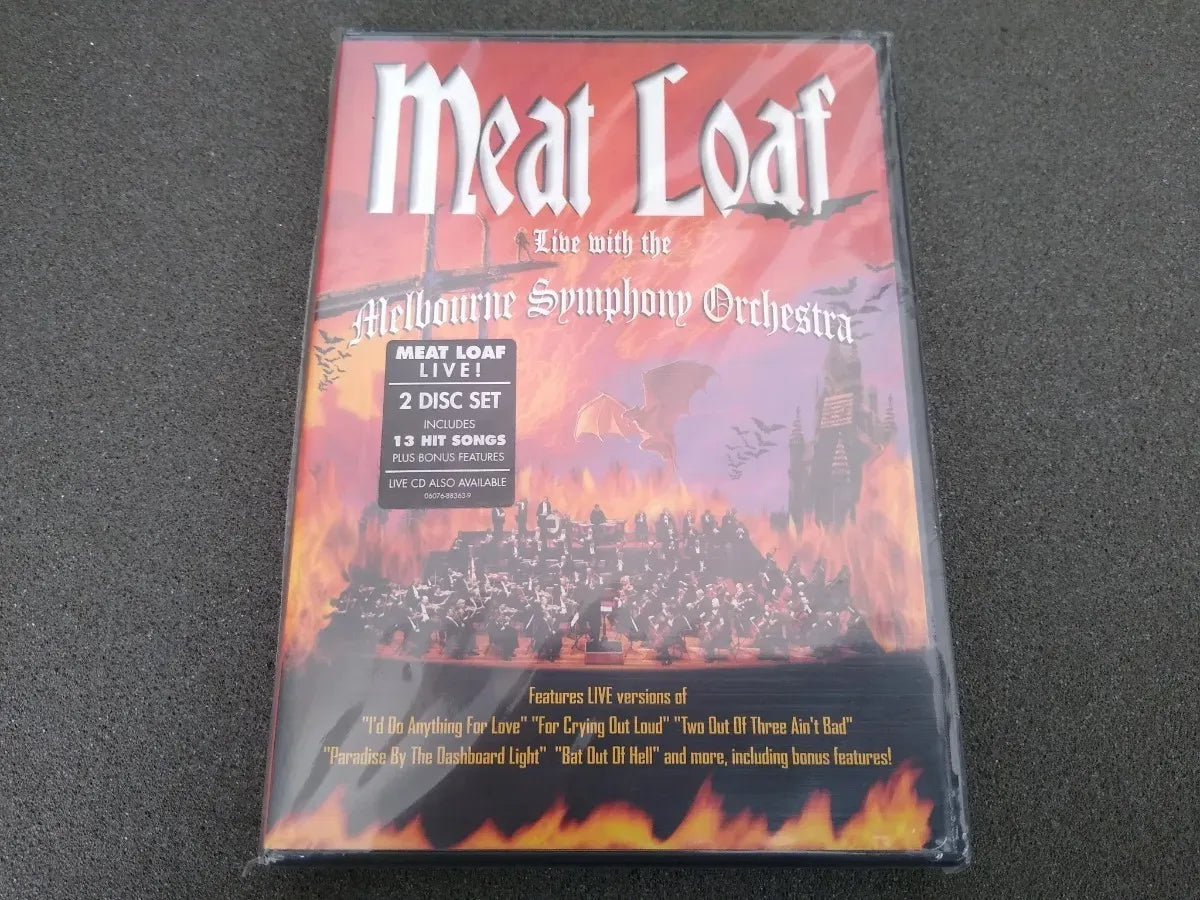 Meat Loaf
Live with the
Melbourne Symphony Orchestra
MEAT LOAF
LIVE!
2 DISC SET
INCLUDES
13 HIT SONGS
PLUS BONUS FEATURES
LIVE CD ALSO AVAILABLE
06076-88363-9
Features LIVE versions of
"I'd Do Anything For Love" "For Crying Out Loud" "Two Out Of Three Ain't Bad"
"Paradise By The Dashboard Light" "Bat Out Of Hell" and more, including bonus features!